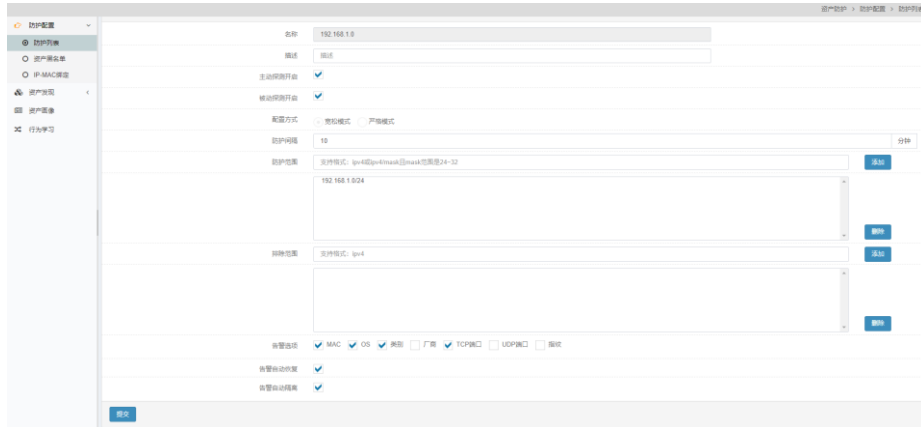 资产防护 > 防护配置 > 防护列表
防护配置
防护列表
资产黑名单
IP-MAC绑定
资产发现
资产画像
行为学习
名称 192.168.1.0
描述 描述
主动探测开启
被动探测开启
配置方式 宽松模式 严格模式
防护间隔 10 分钟
防护范围 支持格式：ipv4或ipv4/mask且mask范围是24-32 添加
192.168.1.0/24
删除
排除范围 支持格式：ipv4 添加
删除
告警选项 MAC OS 类别 厂商 TCP端口 UDP端口 指纹
告警自动恢复
告警自动隔离
提交